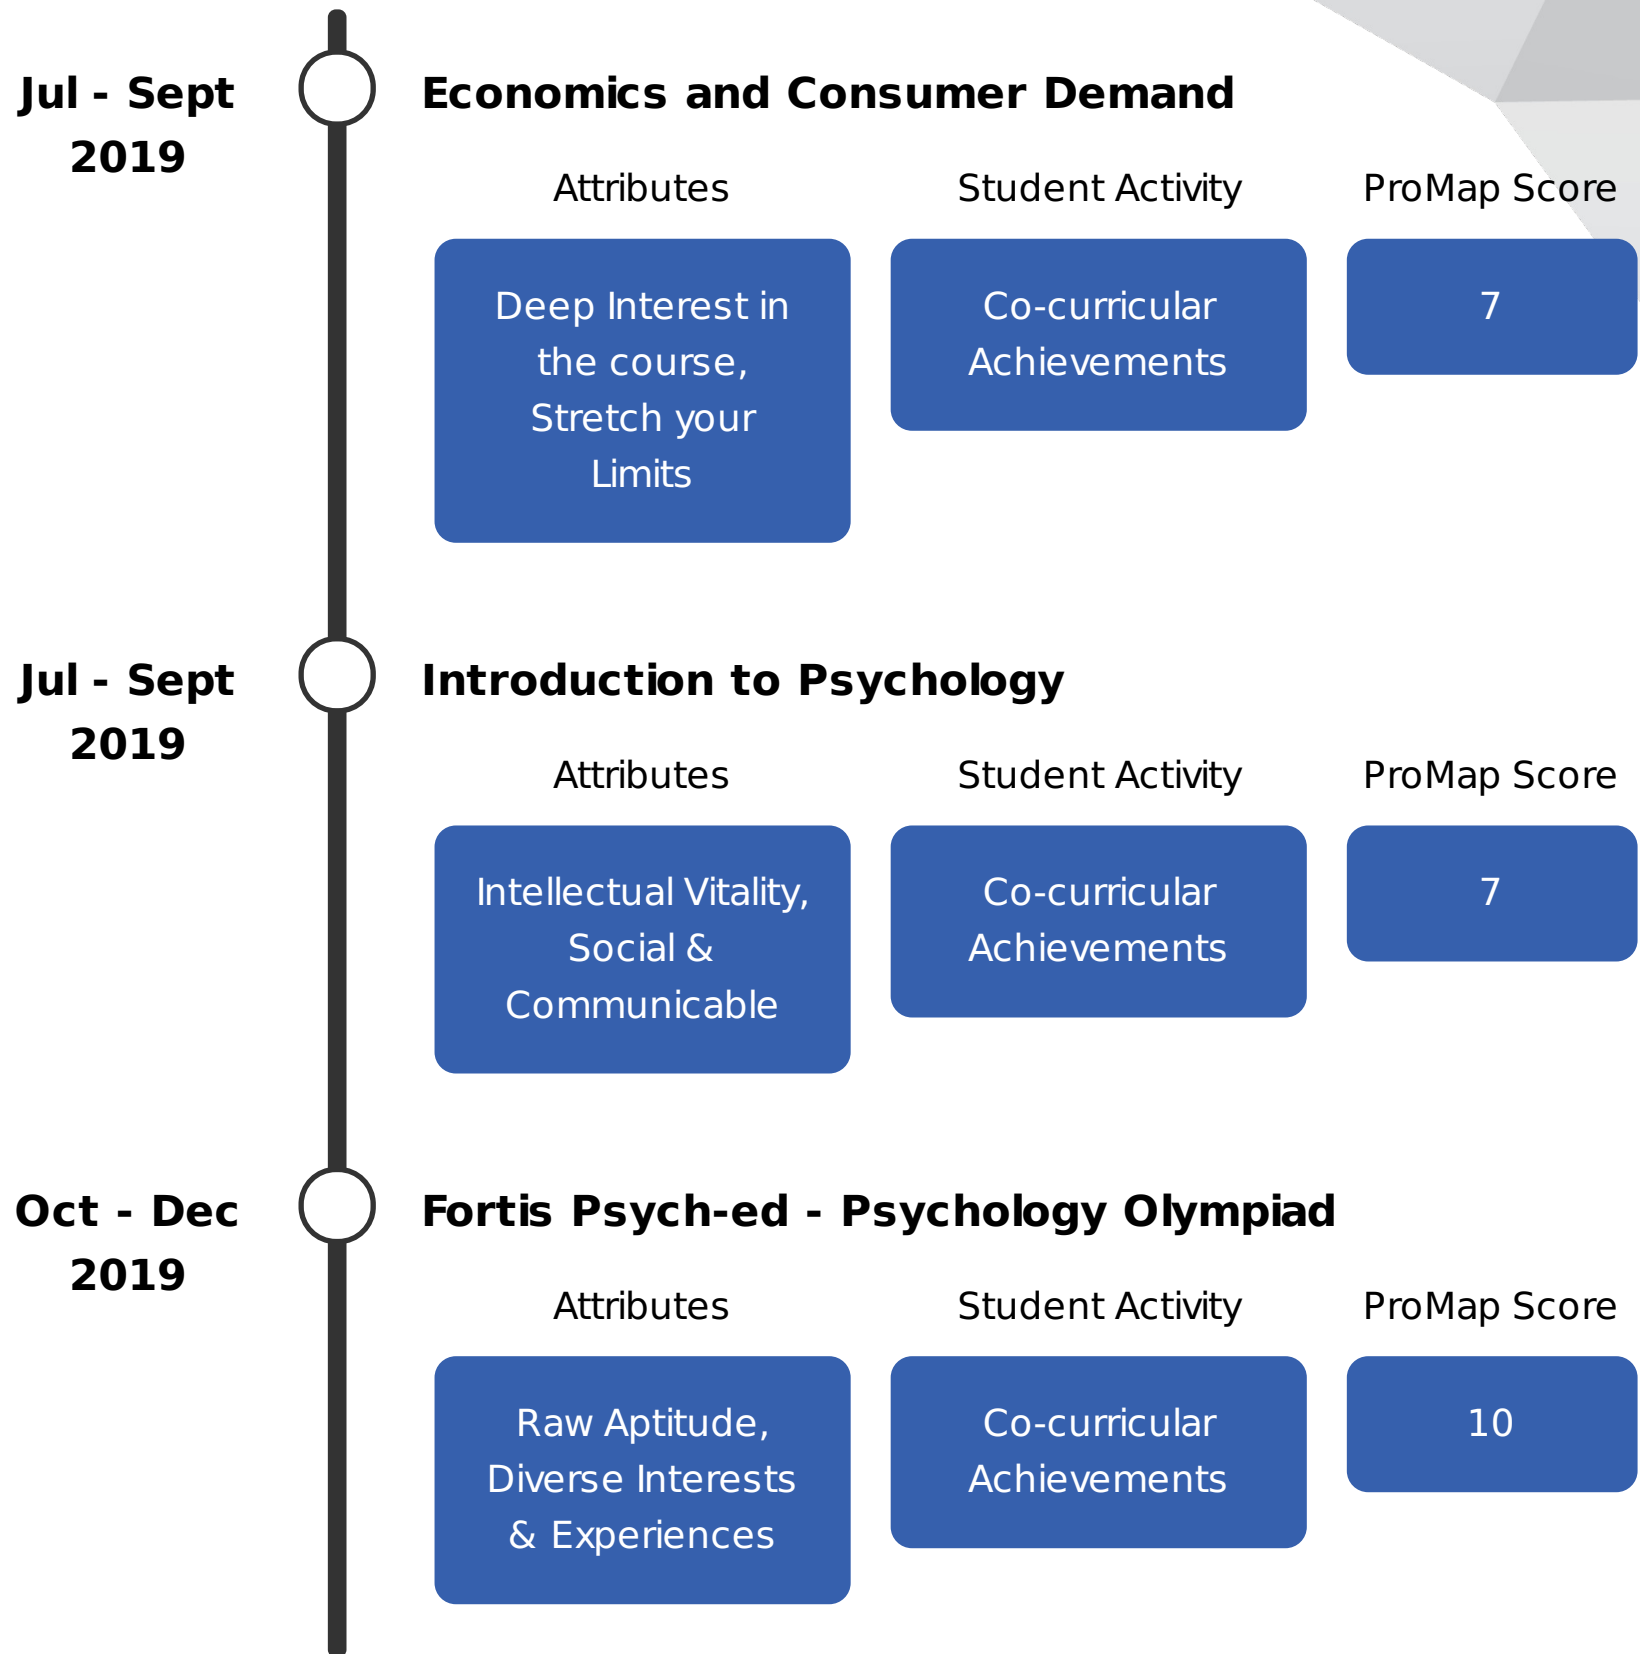 Jul - Sept
2019
Economics and Consumer Demand
Attributes
Student Activity
ProMap Score
Deep Interest in
the course,
Stretch your
Limits
Co-curricular
Achievements
7
Jul - Sept
2019
Introduction to Psychology
Attributes
Student Activity
ProMap Score
Intellectual Vitality,
Social &
Communicable
Co-curricular
Achievements
7
Oct - Dec
2019
Fortis Psych-ed - Psychology Olympiad
Attributes
Student Activity
ProMap Score
Raw Aptitude,
Diverse Interests
& Experiences
Co-curricular
Achievements
10